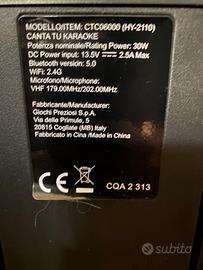 MODELLO/ITEM: CTC06000 (HY-2110)
CANTA TU KARAOKE
Potenza nominale/Rating Power: 30W
DC Power input: 13.5V ⎓ 2.5A Max
Bluetooth version: 5.0
WiFi: 2.4G
Microfono/Microphone:
VHF 179.00MHz/202.00MHz
Fabbricante/Manufacturer:
Giochi Preziosi S.p.A.
Via delle Primule, 5
20815 Cogliate (MB) - ITALY
Fabbricato in Cina /Made in China
CE
CQA 2 313
subito